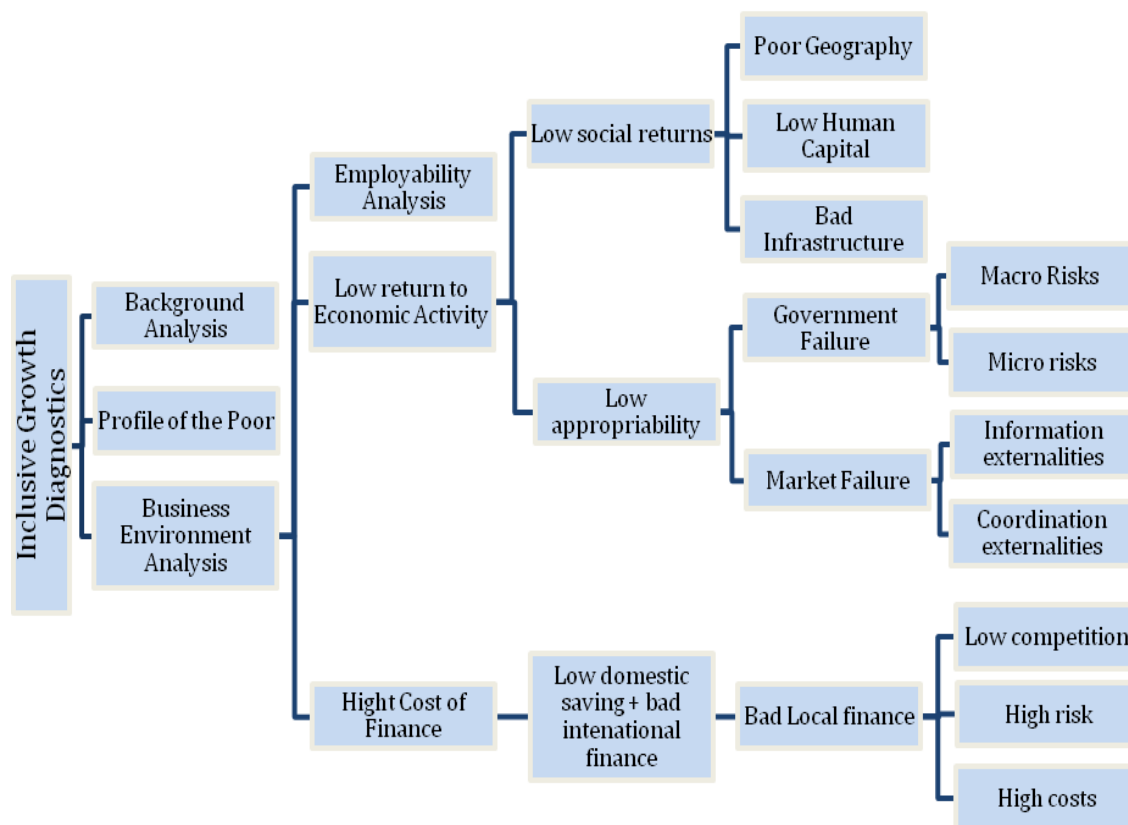 Inclusive Growth
Diagnostics
Background
Analysis
Profile of the Poor
Business
Environment
Analysis
Employability
Analysis
Low return to
Economic Activity
Hight Cost of
Finance
Low social returns
Low
appropriability
Low domestic
saving + bad
intenational
finance
Poor Geography
Low Human
Capital
Bad
Infrastructure
Government
Failure
Market Failure
Bad Local finance
Macro Risks
Micro risks
Information
externalities
Coordination
externalities
Low competition
High risk
High costs